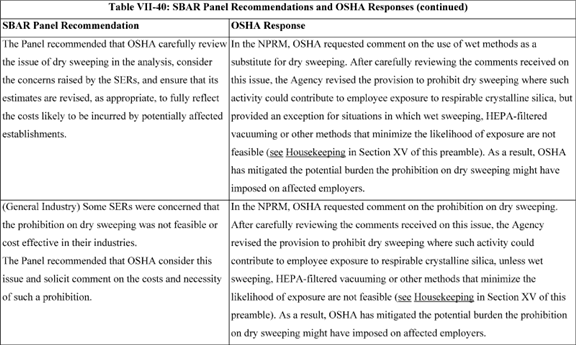 Table VII-40: SBAR Panel Recommendations and OSHA Responses (continued)
SBAR Panel Recommendation
OSHA Response
The Panel recommended that OSHA carefully review
the issue of dry sweeping in the analysis, consider
the concerns raised by the SERs, and ensure that its
estimates are revised, as appropriate, to fully reflect
the costs likely to be incurred by potentially affected
establishments.
In the NPRM, OSHA requested comment on the use of wet methods as a
substitute for dry sweeping. After carefully reviewing the comments received on
this issue, the Agency revised the provision to prohibit dry sweeping where such
activity could contribute to employee exposure to respirable crystalline silica, but
provided an exception for situations in which wet sweeping, HEPA-filtered
vacuuming or other methods that minimize the likelihood of exposure are not
feasible (see Housekeeping in Section XV of this preamble). As a result, OSHA
has mitigated the potential burden the prohibition on dry sweeping might have
imposed on affected employers.
(General Industry) Some SERs were concerned that
the prohibition on dry sweeping was not feasible or
cost effective in their industries.
The Panel recommended that OSHA consider this
issue and solicit comment on the costs and necessity
of such a prohibition.
In the NPRM, OSHA requested comment on the prohibition on dry sweeping.
After carefully reviewing the comments received on this issue, the Agency
revised the provision to prohibit dry sweeping where such activity could
contribute to employee exposure to respirable crystalline silica, unless wet
sweeping, HEPA-filtered vacuuming or other methods that minimize the
likelihood of exposure are not feasible (see Housekeeping in Section XV of this
preamble). As a result, OSHA has mitigated the potential burden the prohibition
on dry sweeping might have imposed on affected employers.